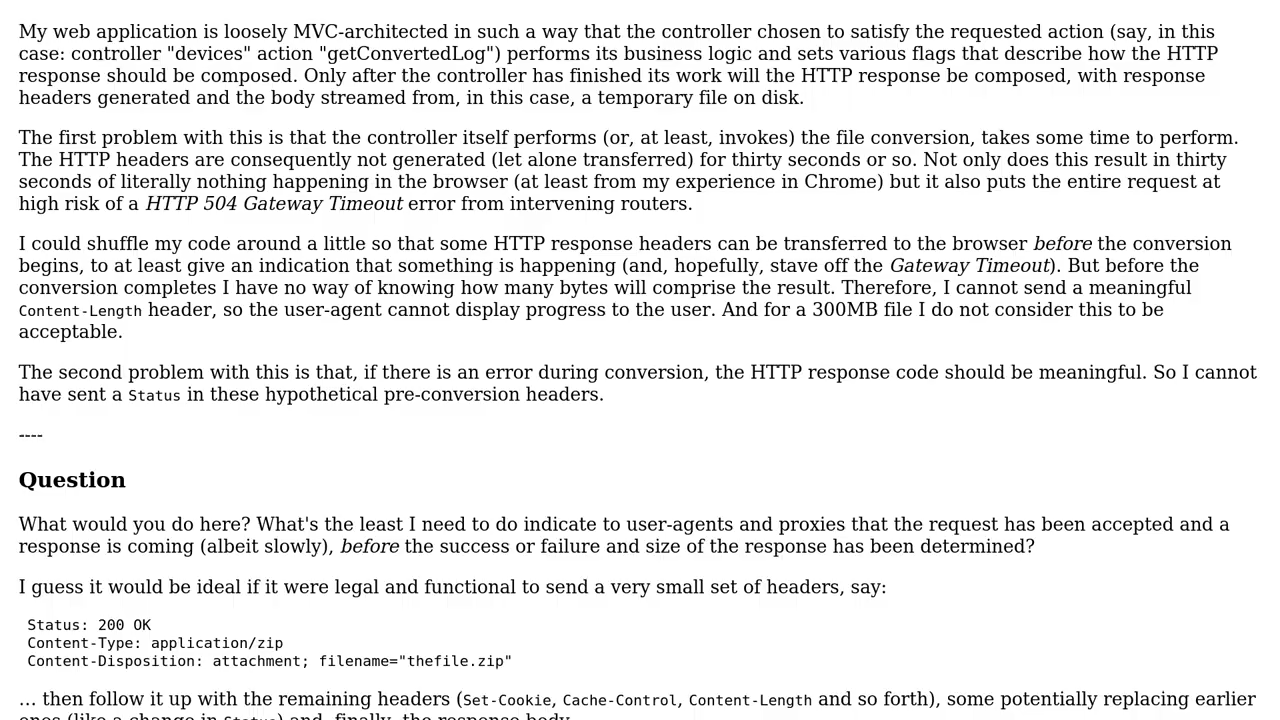 My web application is loosely MVC-architected in such a way that the controller chosen to satisfy the requested action (say, in this
case: controller "devices" action "getConvertedLog") performs its business logic and sets various flags that describe how the HTTP
response should be composed. Only after the controller has finished its work will the HTTP response be composed, with response
headers generated and the body streamed from, in this case, a temporary file on disk.
The first problem with this is that the controller itself performs (or, at least, invokes) the file conversion, takes some time to perform.
The HTTP headers are consequently not generated (let alone transferred) for thirty seconds or so. Not only does this result in thirty
seconds of literally nothing happening in the browser (at least from my experience in Chrome) but it also puts the entire request at
high risk of a HTTP 504 Gateway Timeout error from intervening routers.
I could shuffle my code around a little so that some HTTP response headers can be transferred to the browser before the conversion
begins, to at least give an indication that something is happening (and, hopefully, stave off the Gateway Timeout). But before the
conversion completes I have no way of knowing how many bytes will comprise the result. Therefore, I cannot send a meaningful
Content-Length header, so the user-agent cannot display progress to the user. And for a 300MB file I do not consider this to be
acceptable.
The second problem with this is that, if there is an error during conversion, the HTTP response code should be meaningful. So I cannot
have sent a Status in these hypothetical pre-conversion headers.
----
Question
What would you do here? What's the least I need to do indicate to user-agents and proxies that the request has been accepted and a
response is coming (albeit slowly), before the success or failure and size of the response has been determined?
I guess it would be ideal if it were legal and functional to send a very small set of headers, say:
Status: 200 OK
Content-Type: application/zip
Content-Disposition: attachment; filename="thefile.zip"
… then follow it up with the remaining headers (Set-Cookie, Cache-Control, Content-Length and so forth), some potentially replacing earlier
ones (like a change in Status) and, finally, the response body.